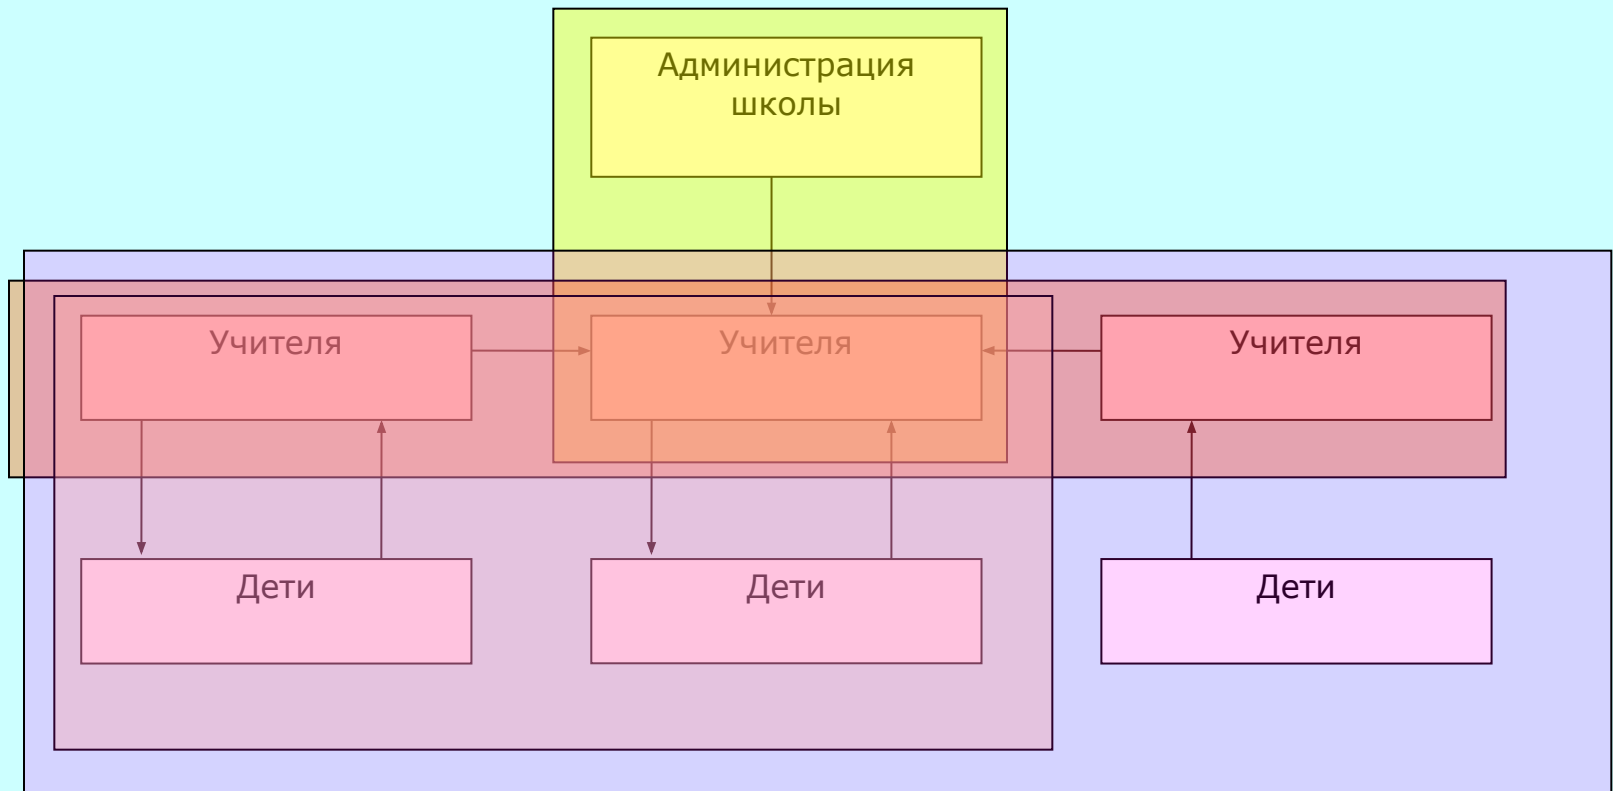 Администрация
школы
Учителя
Учителя
Учителя
Дети
Дети
Дети